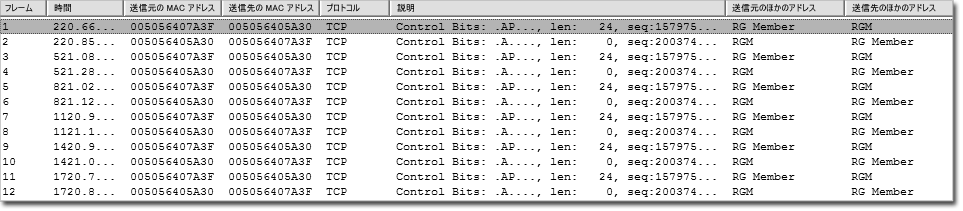 フレーム 時間 送信元の MAC アドレス 送信先の MAC アドレス プロトコル 説明 送信元のほかのアドレス 送信先のほかのアドレス
1 220.66... 005056407A3F 005056405A30 TCP Control Bits: .AP..., len: 24, seq:157975... RG Member RGM
2 220.85... 005056405A30 005056407A3F TCP Control Bits: .A...., len: 0, seq:200374... RGM RG Member
3 521.08... 005056407A3F 005056405A30 TCP Control Bits: .AP..., len: 24, seq:157975... RG Member RGM
4 521.28... 005056405A30 005056407A3F TCP Control Bits: .A...., len: 0, seq:200374... RGM RG Member
5 821.02... 005056407A3F 005056405A30 TCP Control Bits: .AP..., len: 24, seq:157975... RG Member RGM
6 821.12... 005056405A30 005056407A3F TCP Control Bits: .A...., len: 0, seq:200374... RGM RG Member
7 1120.9... 005056407A3F 005056405A30 TCP Control Bits: .AP..., len: 24, seq:157975... RG Member RGM
8 1121.1... 005056405A30 005056407A3F TCP Control Bits: .A...., len: 0, seq:200374... RGM RG Member
9 1420.9... 005056407A3F 005056405A30 TCP Control Bits: .AP..., len: 24, seq:157975... RG Member RGM
10 1421.0... 005056405A30 005056407A3F TCP Control Bits: .A...., len: 0, seq:200374... RGM RG Member
11 1720.7... 005056407A3F 005056405A30 TCP Control Bits: .AP..., len: 24, seq:157975... RG Member RGM
12 1720.8... 005056405A30 005056407A3F TCP Control Bits: .A...., len: 0, seq:200374... RGM RG Member